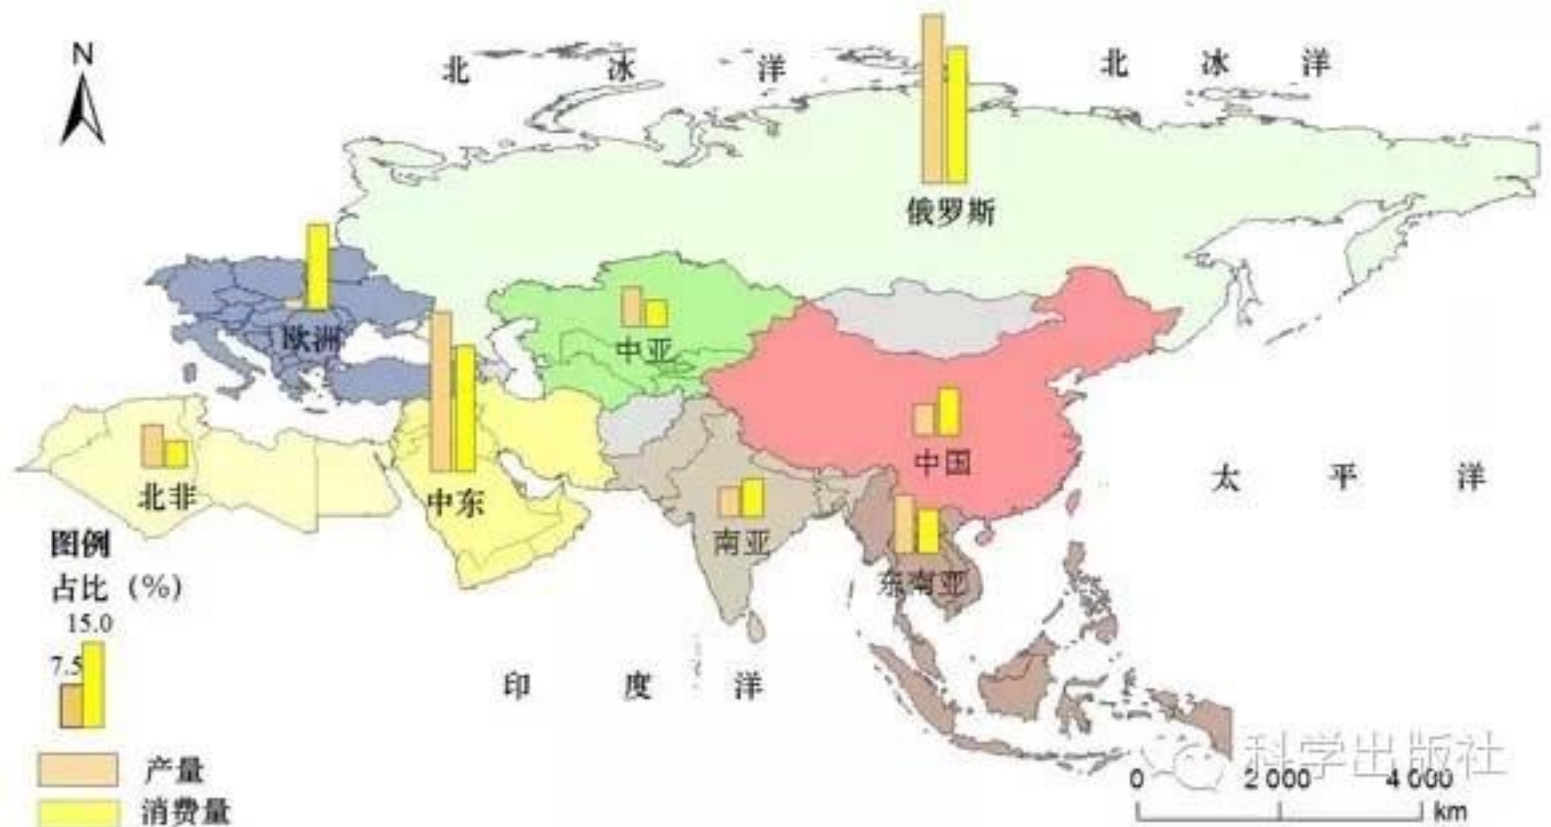 N
北 冰 洋
北 冰 洋
俄罗斯
欧洲
中亚
中国
北非
中东
南亚
东南亚
太 平 洋
印 度 洋
图例
占比 (%)
15.0
7.5
产量
消费量
科学出版社
0 2 000 4 000
km